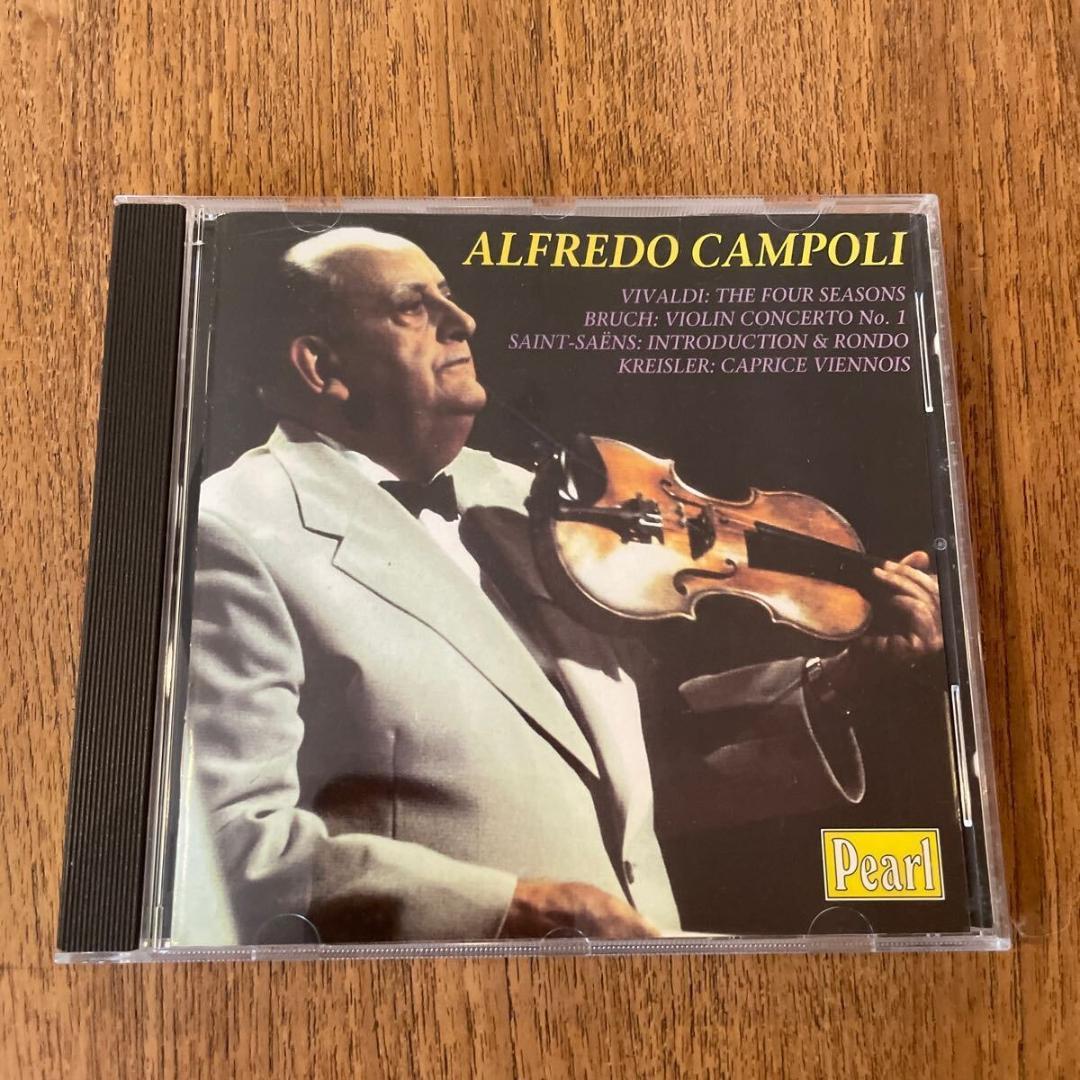 ALFREDO CAMPOLI
VIVALDI: THE FOUR SEASONS
BRUCH: VIOLIN CONCERTO No. 1
SAINT-SAËNS: INTRODUCTION & RONDO
KREISLER: CAPRICE VIENNOIS
Pearl